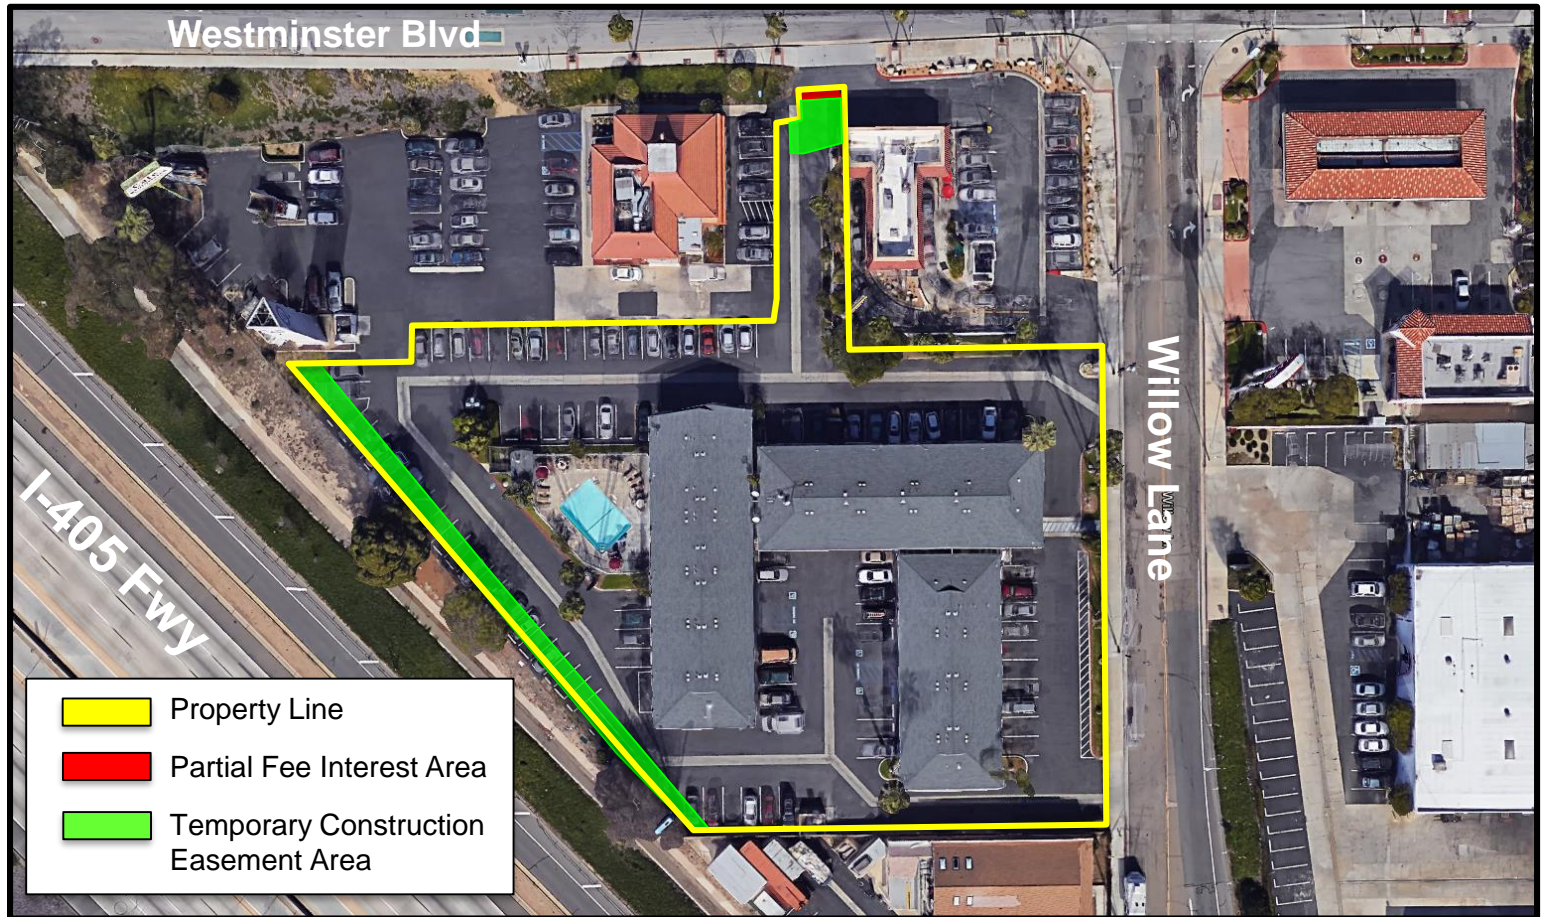 Westminster Blvd
Willow Lane
I-405 Fwy
Property Line
Partial Fee Interest Area
Temporary Construction
Easement Area